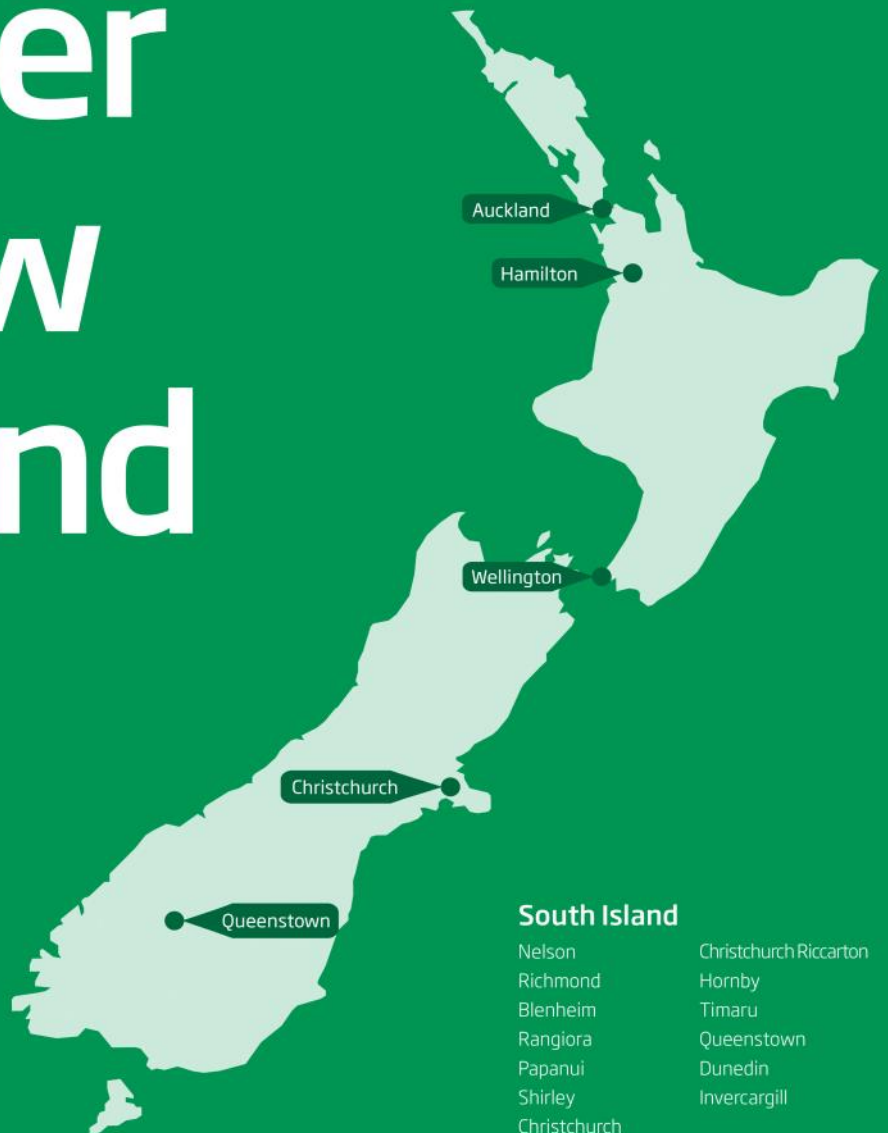 er
w
nd
Auckland
Hamilton
Wellington
Christchurch
Queenstown
South Island
Nelson
Richmond
Blenheim
Rangiora
Papanui
Shirley
Christchurch
Christchurch Riccarton
Hornby
Timaru
Queenstown
Dunedin
Invercargill